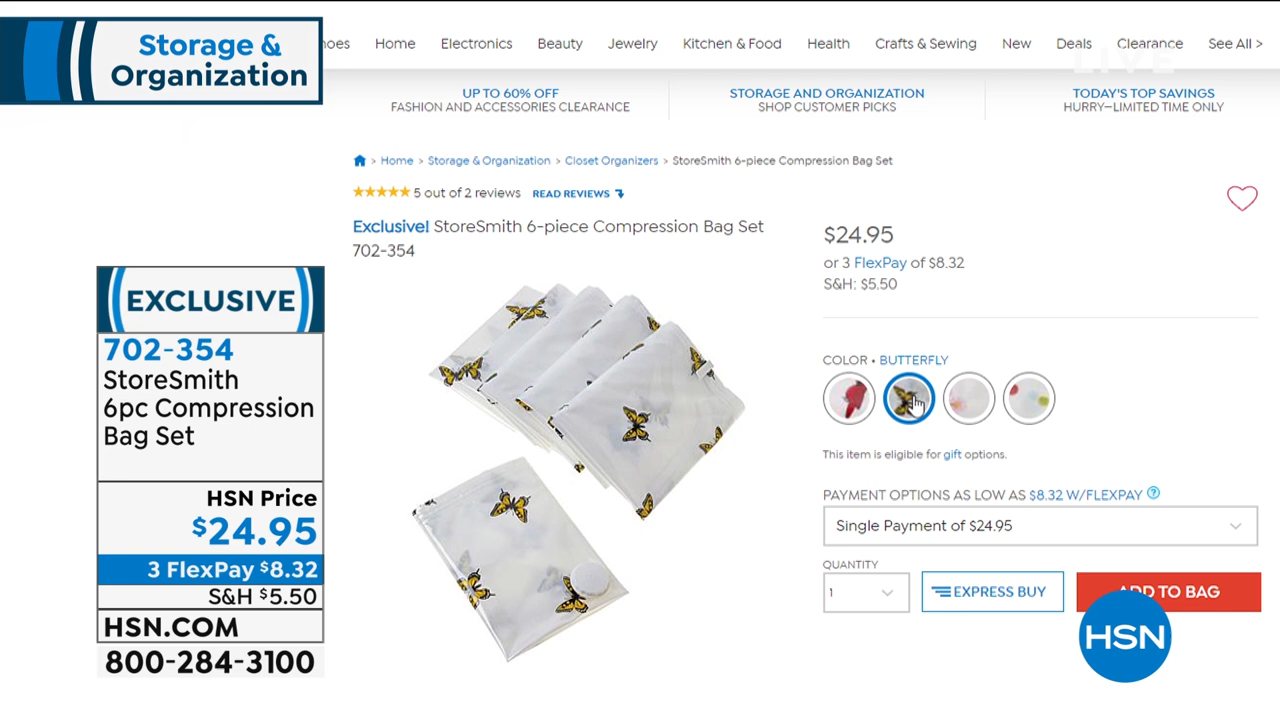 Storage &
Organization
Home Electronics Beauty Jewelry Kitchen & Food Health Crafts & Sewing New Deals Clearance See All >
LIVE
UP TO 60% OFF
FASHION AND ACCESSORIES CLEARANCE
STORAGE AND ORGANIZATION
SHOP CUSTOMER PICKS
TODAY'S TOP SAVINGS
HURRY—LIMITED TIME ONLY
> Home > Storage & Organization > Closet Organizers > StoreSmith 6-piece Compression Bag Set
5 out of 2 reviews READ REVIEWS
Exclusive! StoreSmith 6-piece Compression Bag Set
702-354
$24.95
or 3 FlexPay of $8.32
S&H: $5.50
COLOR • BUTTERFLY
This item is eligible for gift options.
PAYMENT OPTIONS AS LOW AS $8.32 W/FLEXPAY ?
Single Payment of $24.95
QUANTITY
1
EXPRESS BUY
ADD TO BAG
HSN
EXCLUSIVE
702-354
StoreSmith
6pc Compression
Bag Set
HSN Price
$24.95
3 FlexPay $8.32
S&H $5.50
HSN.COM
800-284-3100